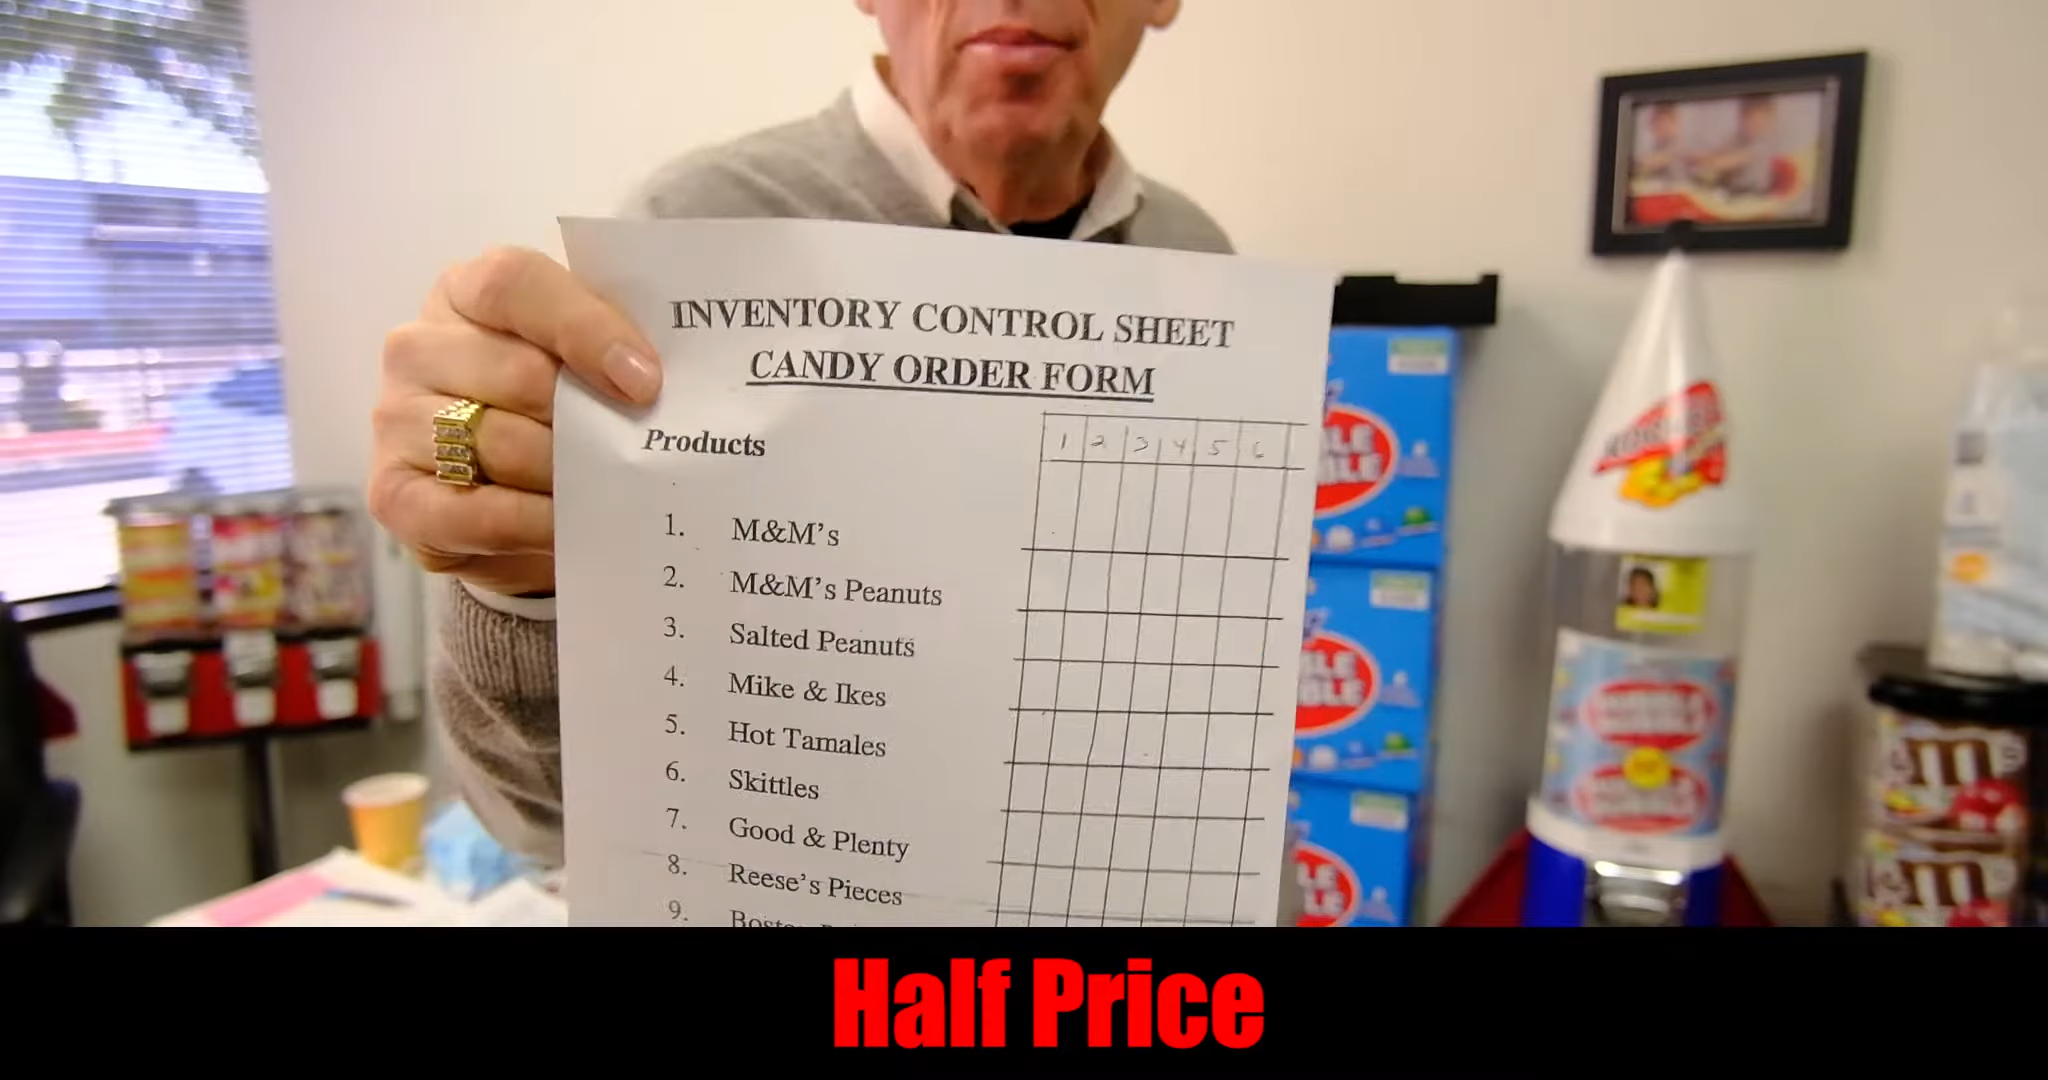 INVENTORY CONTROL SHEET
CANDY ORDER FORM
Products
1 2 3 4 5 6
1. M&M's
2. M&M's Peanuts
3. Salted Peanuts
4. Mike & Ikes
5. Hot Tamales
6. Skittles
7. Good & Plenty
8. Reese's Pieces
9.
Half Price